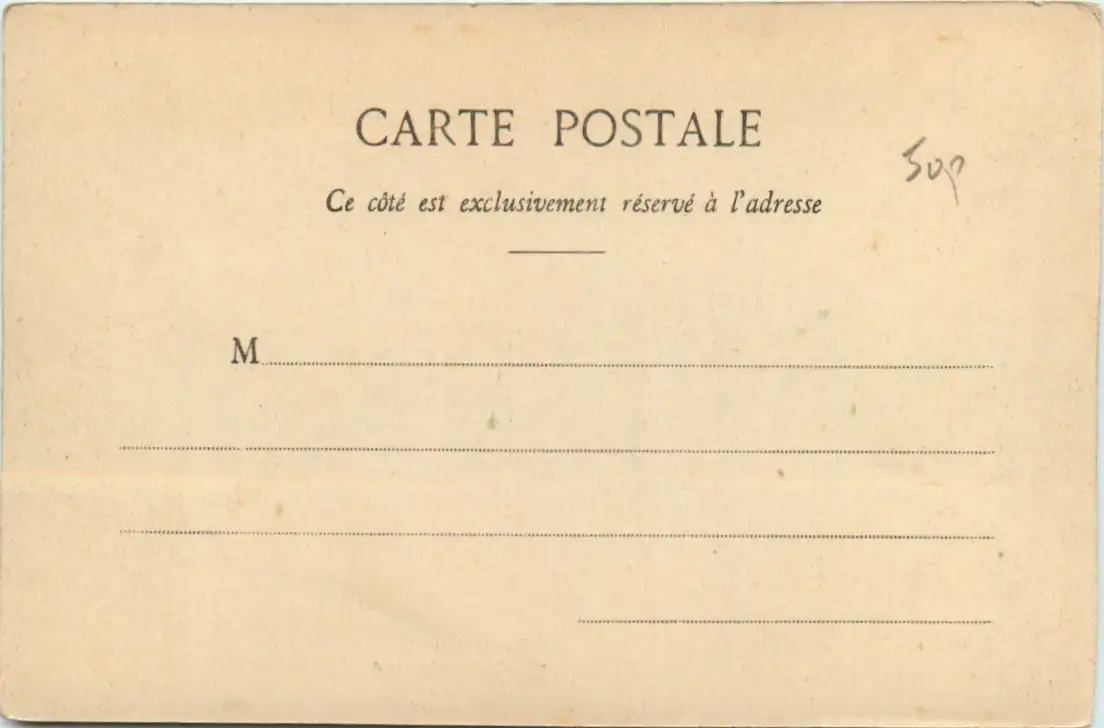 CARTE POSTALE
Ce côté est exclusivement réservé à l'adresse
M